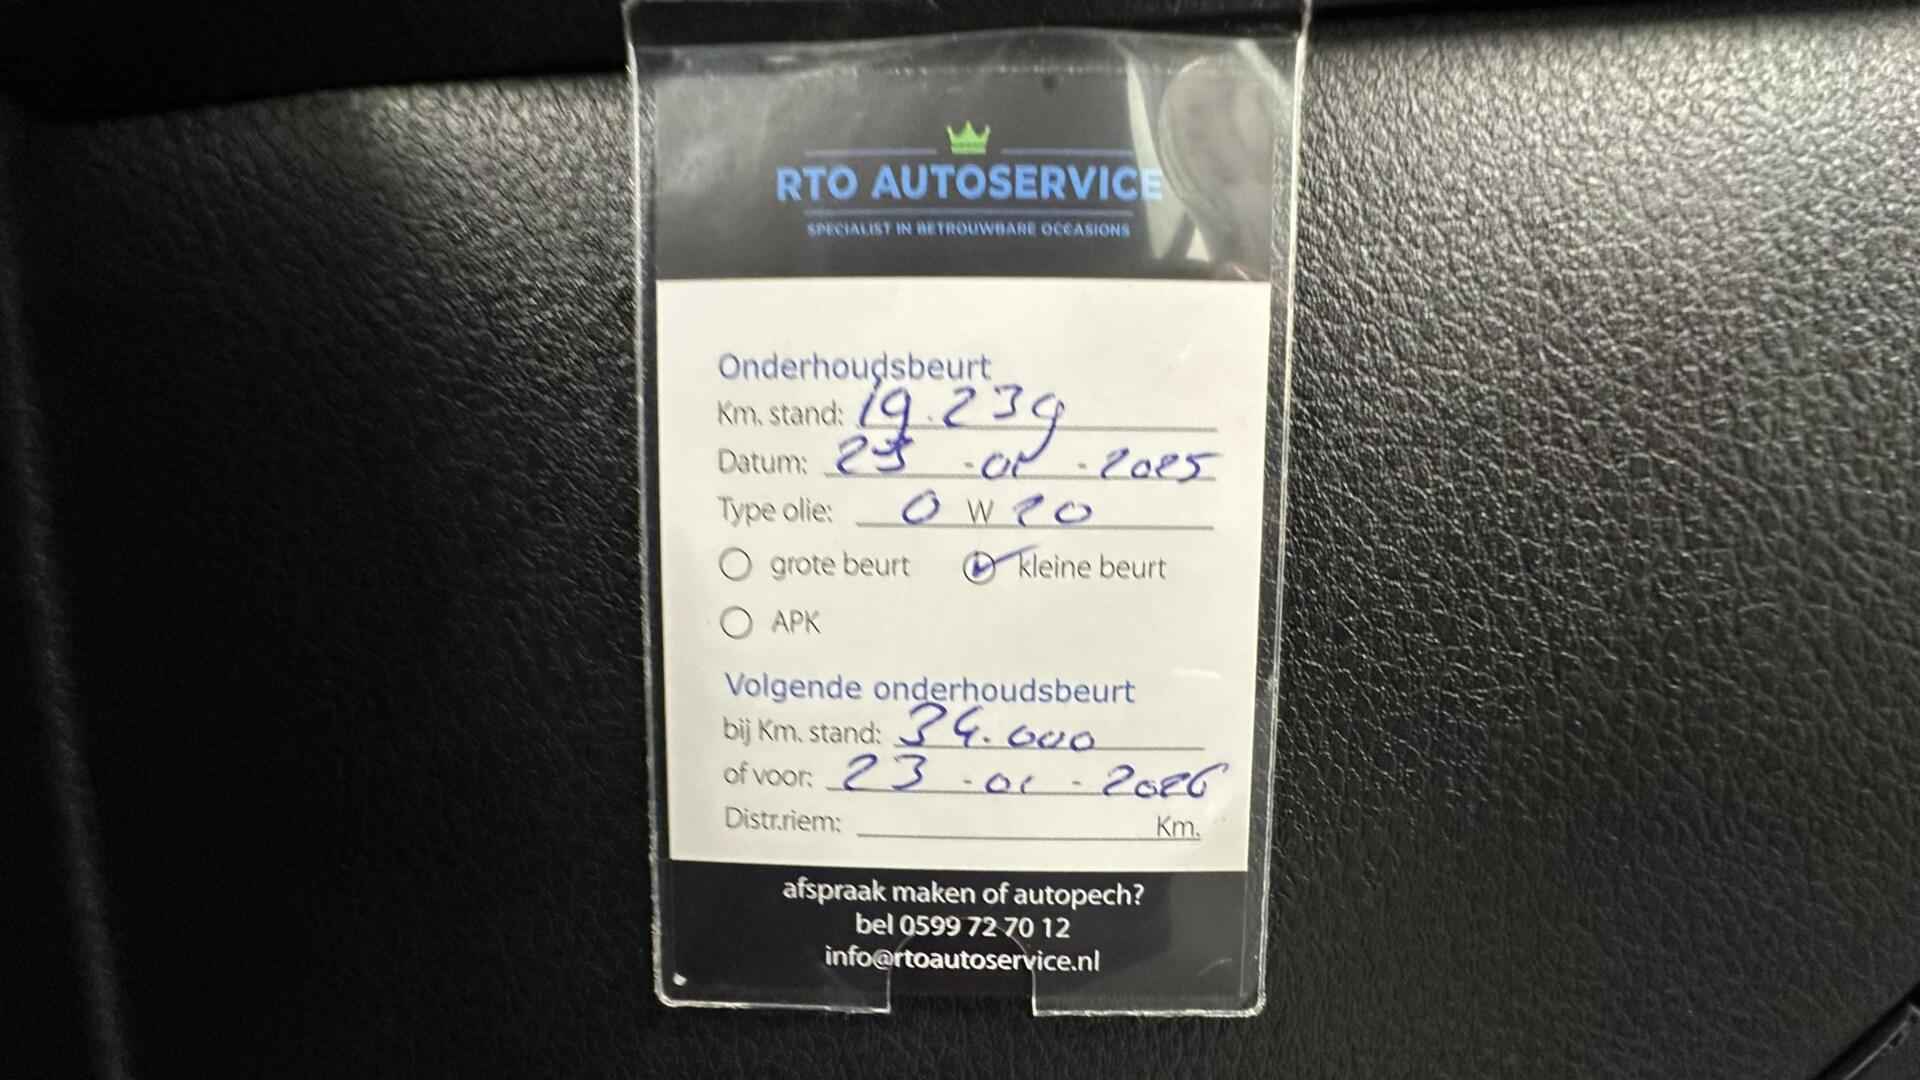 RTO AUTOSERVICE
SPECIALIST IN BETROUWBARE OCCASIONS
Onderhoudsbeurt
Km. stand: 19.239
Datum: 23 - 01 - 2025
Type olie: 0 W 20
grote beurt kleine beurt
APK
Volgende onderhoudsbeurt
bij Km. stand: 34.000
of voor: 23 - 01 - 2026
Distr.riem: Km.
afspraak maken of autopech?
bel 0599 72 70 12
info@rtoautoservice.nl